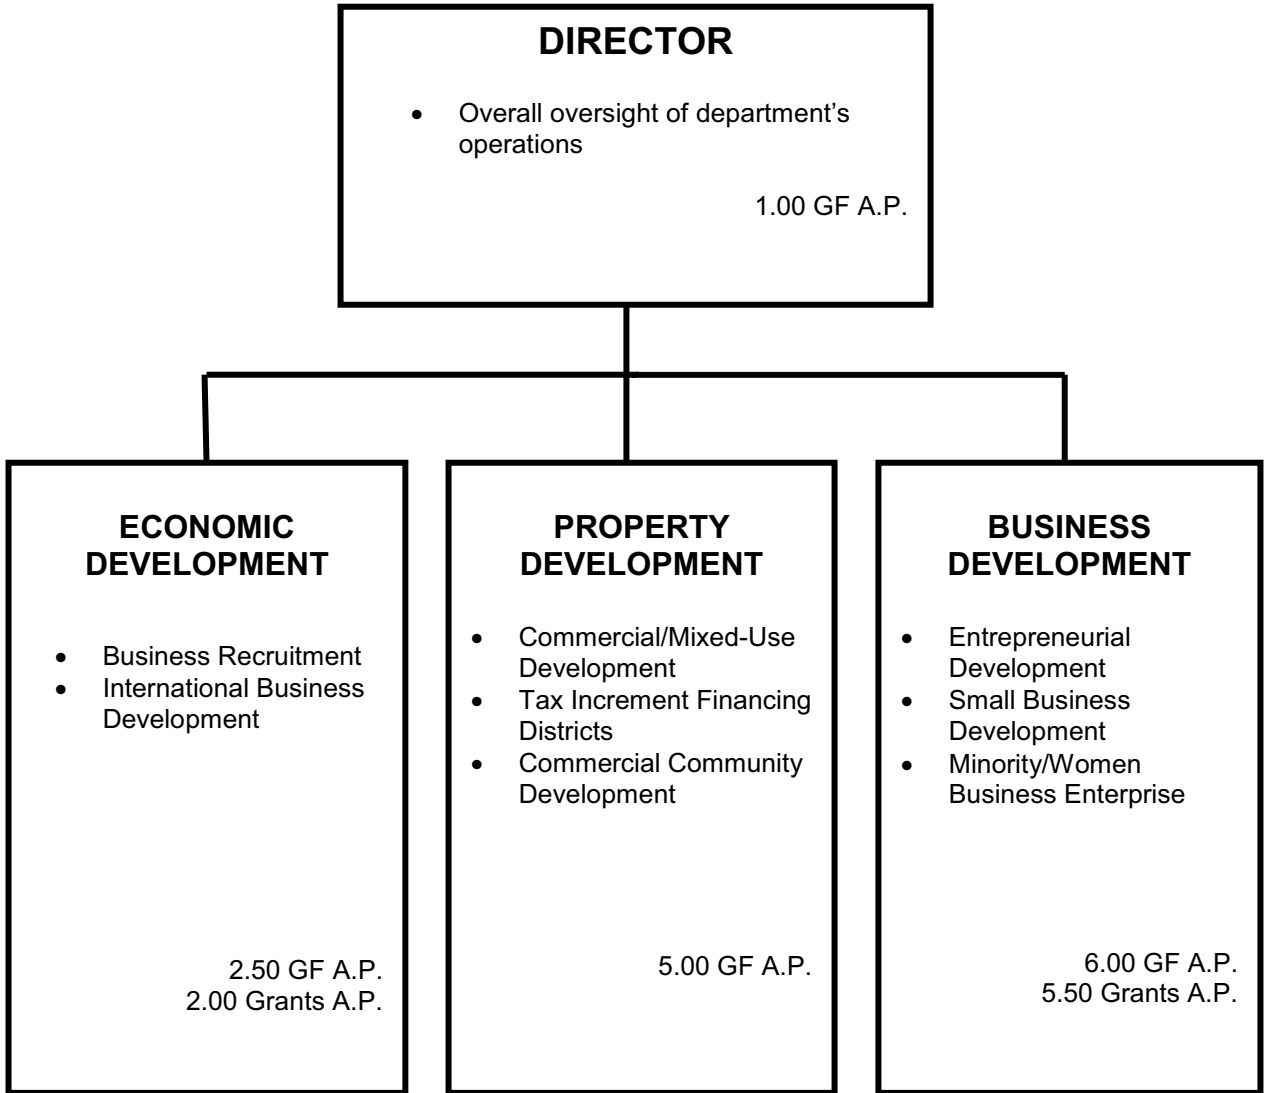 DIRECTOR
• Overall oversight of department’s
operations
1.00 GF A.P.
ECONOMIC
DEVELOPMENT
• Business Recruitment
• International Business
Development
2.50 GF A.P.
2.00 Grants A.P.
PROPERTY
DEVELOPMENT
• Commercial/Mixed-Use
Development
• Tax Increment Financing
Districts
• Commercial Community
Development
5.00 GF A.P.
BUSINESS
DEVELOPMENT
• Entrepreneurial
Development
• Small Business
Development
• Minority/Women
Business Enterprise
6.00 GF A.P.
5.50 Grants A.P.